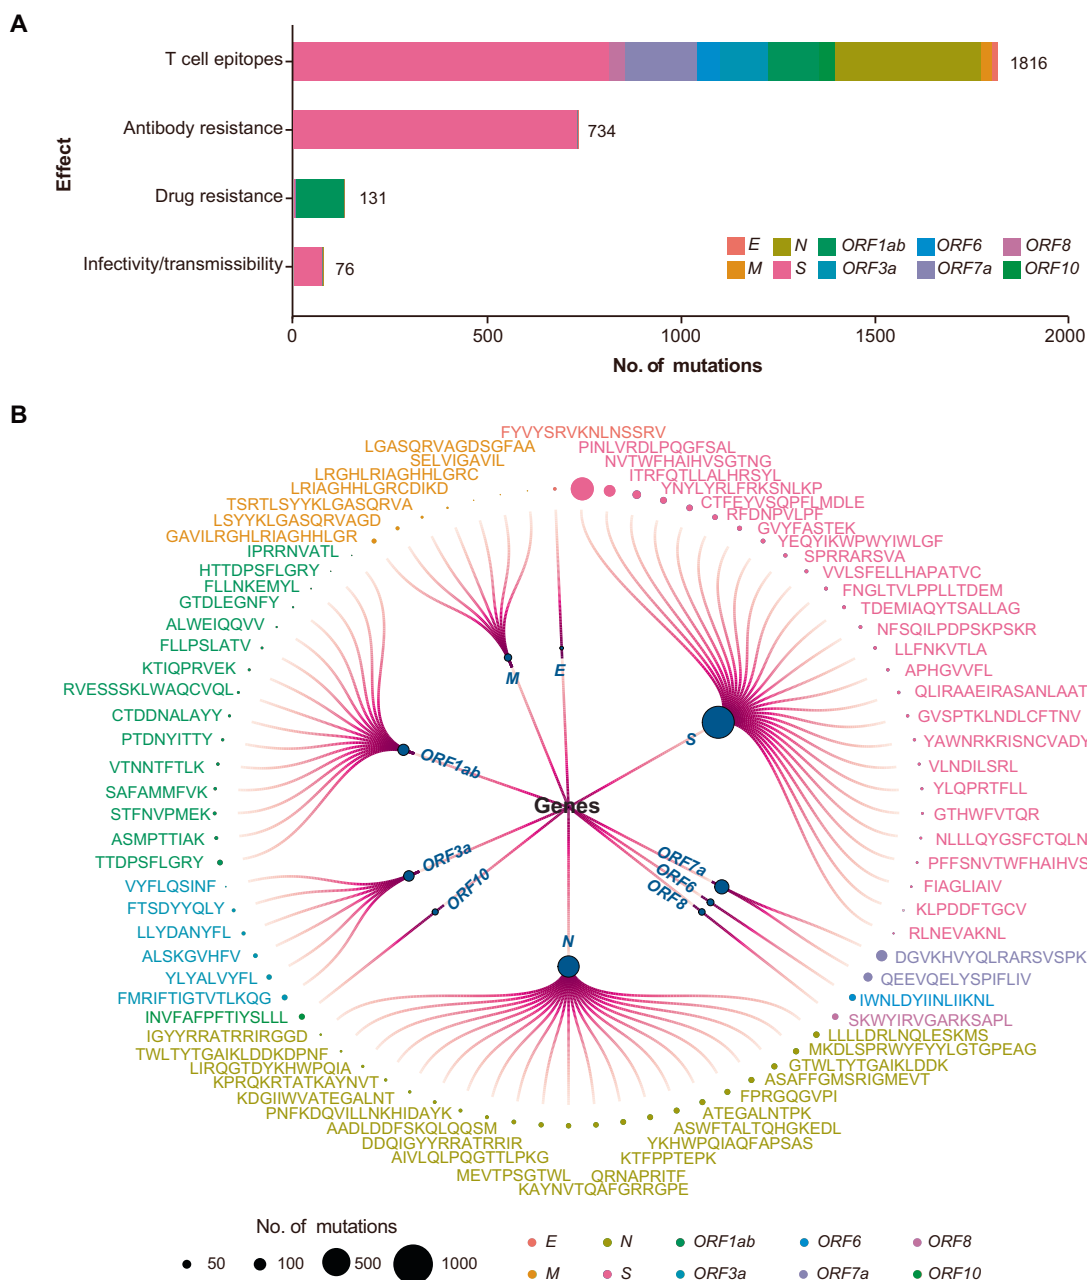 A
T cell epitopes
1816
Antibody resistance
734
Drug resistance
131
Infectivity/transmissibility
76
Effect
E N ORF1ab ORF6 ORF8
M S ORF3a ORF7a ORF10
0 500 1000 1500 2000
No. of mutations
B
FYVYSRVKNLNSSRV
LGASQRVAGDSGFAA
SELVIGAVIL
LRGHLRIAGHHLGRC
LRIAGHHLGRCDIKD
TSRTLSYYKLGASQRVA
LSYYKLGASQRVAGD
GAVILRGHLRIAGHHLGR
IPRRNVATL
HTTDPSFLGRY
FLLNKEMYL
GTDLEGNFY
ALWEIQQVV
FLLPSLATV
KTIQPRVEK
RVESSSKLWAQCVQL
CTDDNALAYY
PTDNYITTY
VTNNTFTLK
SAFAMMFVK
STFNVPMEK
ASMPTTIAK
TTDPSFLGRY
VYFLQSINF
FTSDYYQLY
LLYDANYFL
ALSKGVHFV
YLYALVYFL
FMRIFTIGTVTLKQG
INVFAFPFTIYSLLL
IGYYRRATRRIRGGD
TWLTYTGAIKLDDKDPNF
LIRQGTDYKHWPQIA
KPRQKRTATKAYNVT
KDGIIWVATEGALNT
PNFKDQVILLNKHIDAYK
AADLDDFSKQLQQSM
DDQIGYYRRATRRIR
AIVLQLPQGTTLPKG
MEVTPSGTWL
KAYNVTQAFGRRGPE
QRNAPRITF
KTFPPTEPK
YKHWPQIAQFAPSAS
ASWFTALTQHGKEDL
ATEGALNTPK
FPRGQGVPI
ASAFFGMSRIGMEVT
GTWLTYTGAIKLDDK
MKDLSPRWYFYYLGTGPEAG
LLLLDRLNQLESKMS
SKWYIRVGARKSAPL
IWNLDYIINLIIKNL
QEEVQELYSPIFLIV
DGVKHVYQLRARSVSPK
RLNEVAKNL
KLPDDFTGCV
FIAGLIAIV
PFFSNVTWFHAIHVS
NLLLQYGSFCTQLN
GTHWFVTQR
YLQPRTFLL
VLNDILSRL
YAWNRKRISNCVADY
GVSPTKLNDLCFTNV
QLIRAAEIRASANLAAT
APHGVVFL
LLFNKVTLA
NFSQILPDPSKPSKR
TDEMIAQYTSALLAG
FNGLTVLPPLLTDEM
VVLSFELLHAPATVC
SPRRARSVA
YEQYIKWPWYIWLGF
GVYFASTEK
RFDNPVLPF
CTFEYVSQPFLMDLE
YNYLYRLFRKSNLKP
ITRFQTLLALHRSYL
NVTWFHAIHVSGTNG
PINLVRDLPQGFSAL
M
E
S
ORF1ab
Genes
ORF3a
ORF10
ORF7a
ORF6
ORF8
N
No. of mutations
50 100 500 1000
E N ORF1ab ORF6 ORF8
M S ORF3a ORF7a ORF10